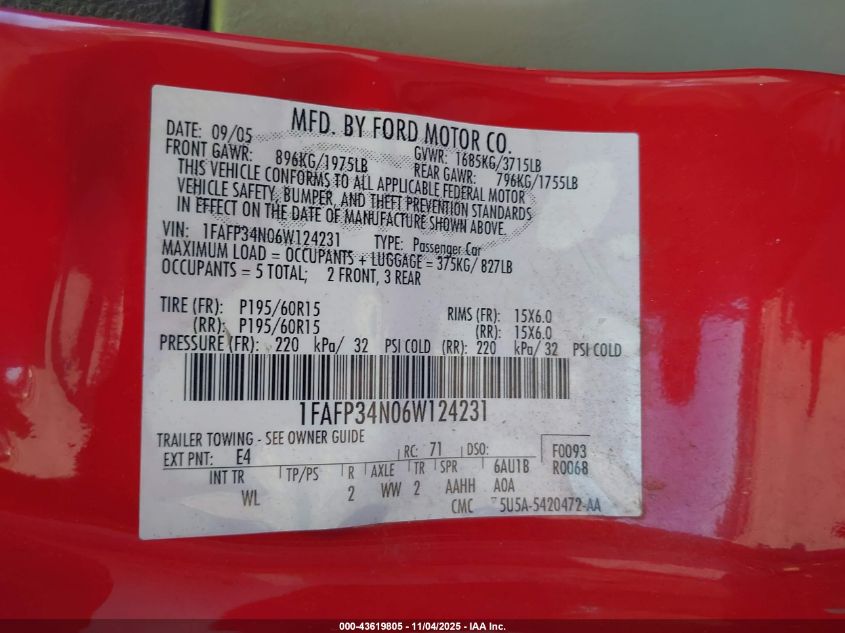 MFD. BY FORD MOTOR CO.
DATE: 09/05 GVWR: 1685KG/3715LB
FRONT GAWR: 896KG/1975LB REAR GAWR: 796KG/1755LB
THIS VEHICLE CONFORMS TO ALL APPLICABLE FEDERAL MOTOR
VEHICLE SAFETY, BUMPER, AND THEFT PREVENTION STANDARDS
IN EFFECT ON THE DATE OF MANUFACTURE SHOWN ABOVE.
VIN: 1FAFP34N06W124231 TYPE: Passenger Car
MAXIMUM LOAD = OCCUPANTS + LUGGAGE = 375KG/ 827LB
OCCUPANTS = 5 TOTAL; 2 FRONT, 3 REAR
TIRE (FR): P195/60R15 RIMS (FR): 15X6.0
(RR): P195/60R15 (RR): 15X6.0
PRESSURE (FR): 220 kPa/ 32 PSI COLD (RR): 220 kPa/ 32 PSI COLD
1FAFP34N06W124231
TRAILER TOWING - SEE OWNER GUIDE
EXT PNT: E4 RC: 71 DSO: F0093
INT TR TP/PS R AXLE TR SPR 6AU1B R0068
WL 2 WW 2 AAHH AOA
CMC 5U5A-5420472-AA
000-43619805 - 11/04/2025 - IAA Inc.